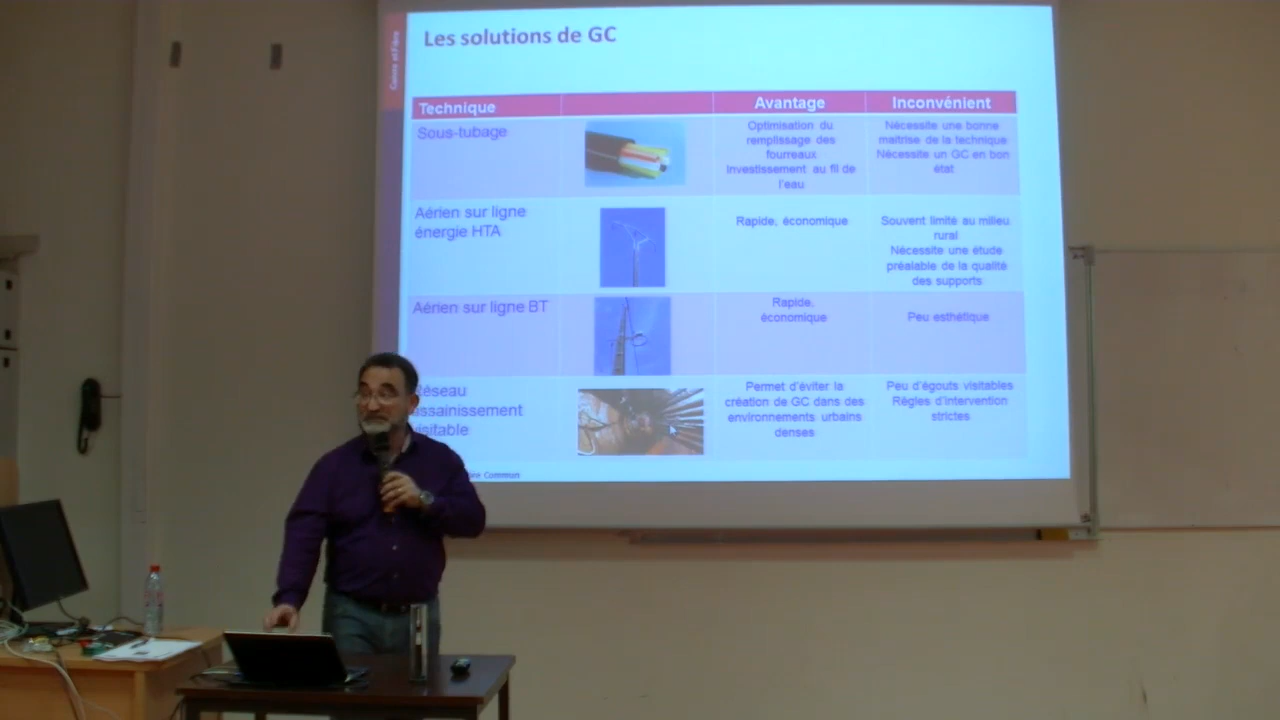 Les solutions de GC
Technique
Avantage
Inconvénient
Sous-tubage
Optimisation du
remplissage des
fourreaux
Investissement au fil de
l'eau
Nécessite une bonne
maitrise de la technique
Nécessite un GC en bon
état
Aérien sur ligne
énergie HTA
Rapide, économique
Souvent limité au milieu
rural
Nécessite une étude
préalable de la qualité
des supports
Aérien sur ligne BT
Rapide,
économique
Peu esthétique
Réseau
assainissement
visitable
Permet d'éviter la
création de GC dans des
environnements urbains
denses
Peu d'égouts visitables
Règles d'intervention
strictes
Commun